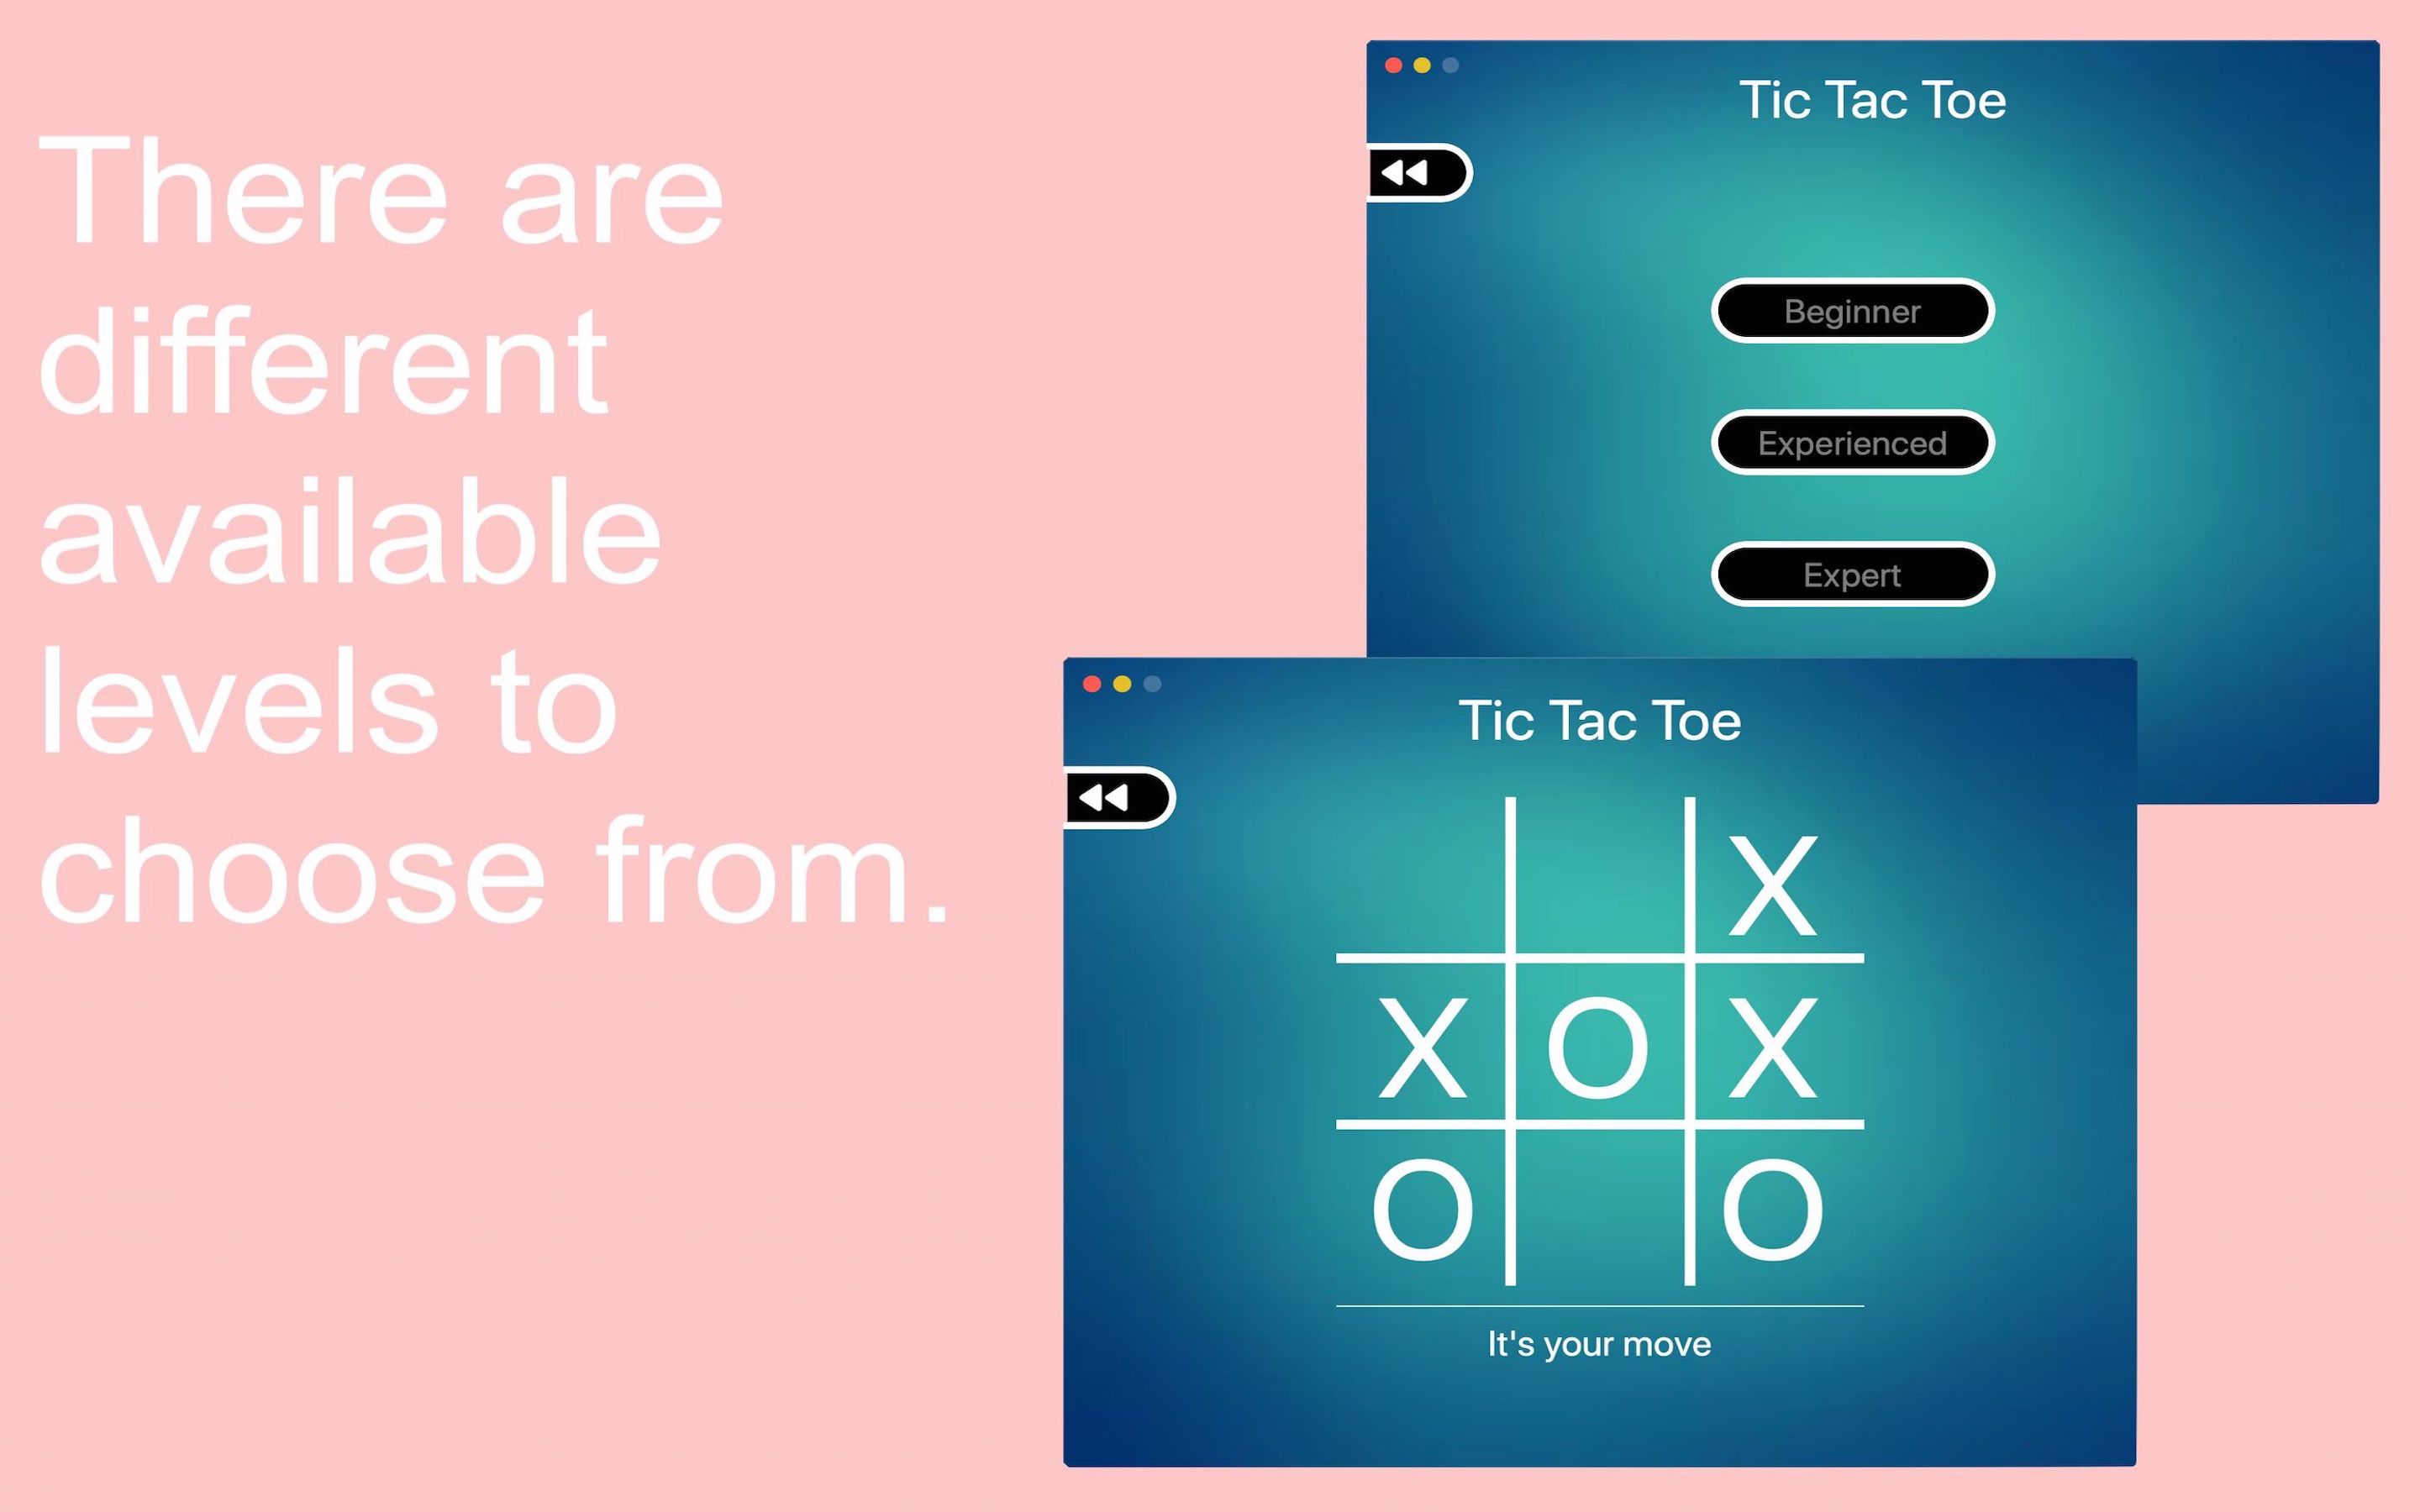 There are
different
available
levels to
choose from.
Tic Tac Toe
Beginner
Experienced
Expert
Tic Tac Toe
X
X O X
O O
It's your move